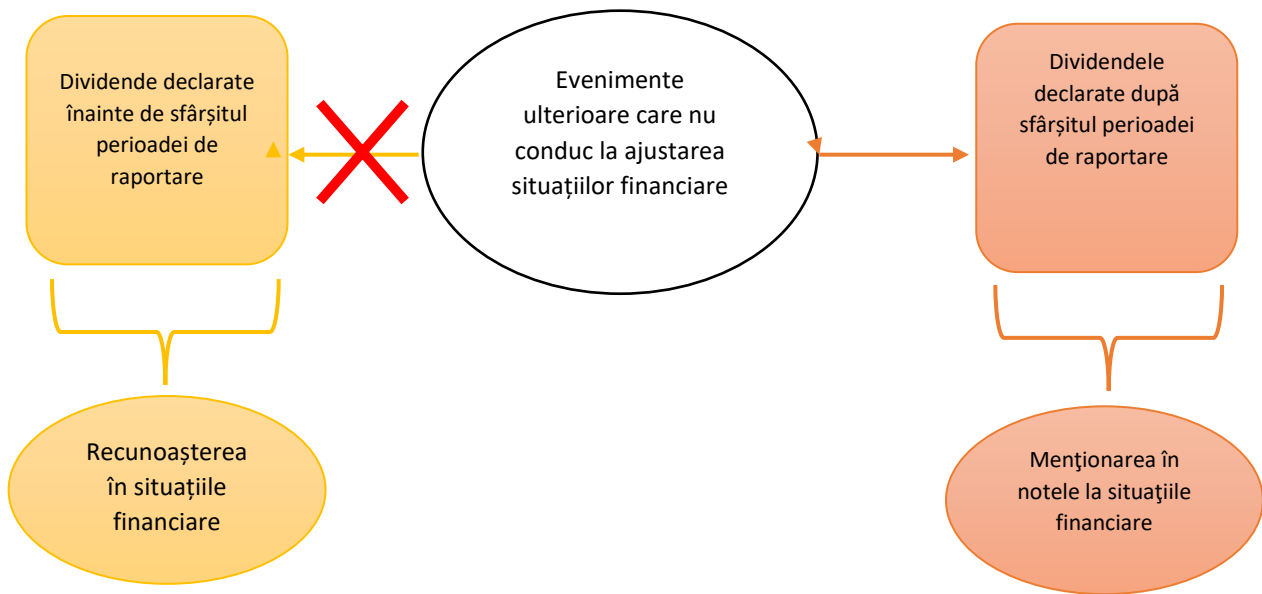 Dividende declarate
înainte de sfârșitul
perioadei de
raportare
Evenimente
ulterioare care nu
conduc la ajustarea
situațiilor financiare
Dividendele
declarate după
sfârșitul perioadei
de raportare
Recunoașterea
în situațiile
financiare
Menţionarea în
notele la situaţiile
financiare